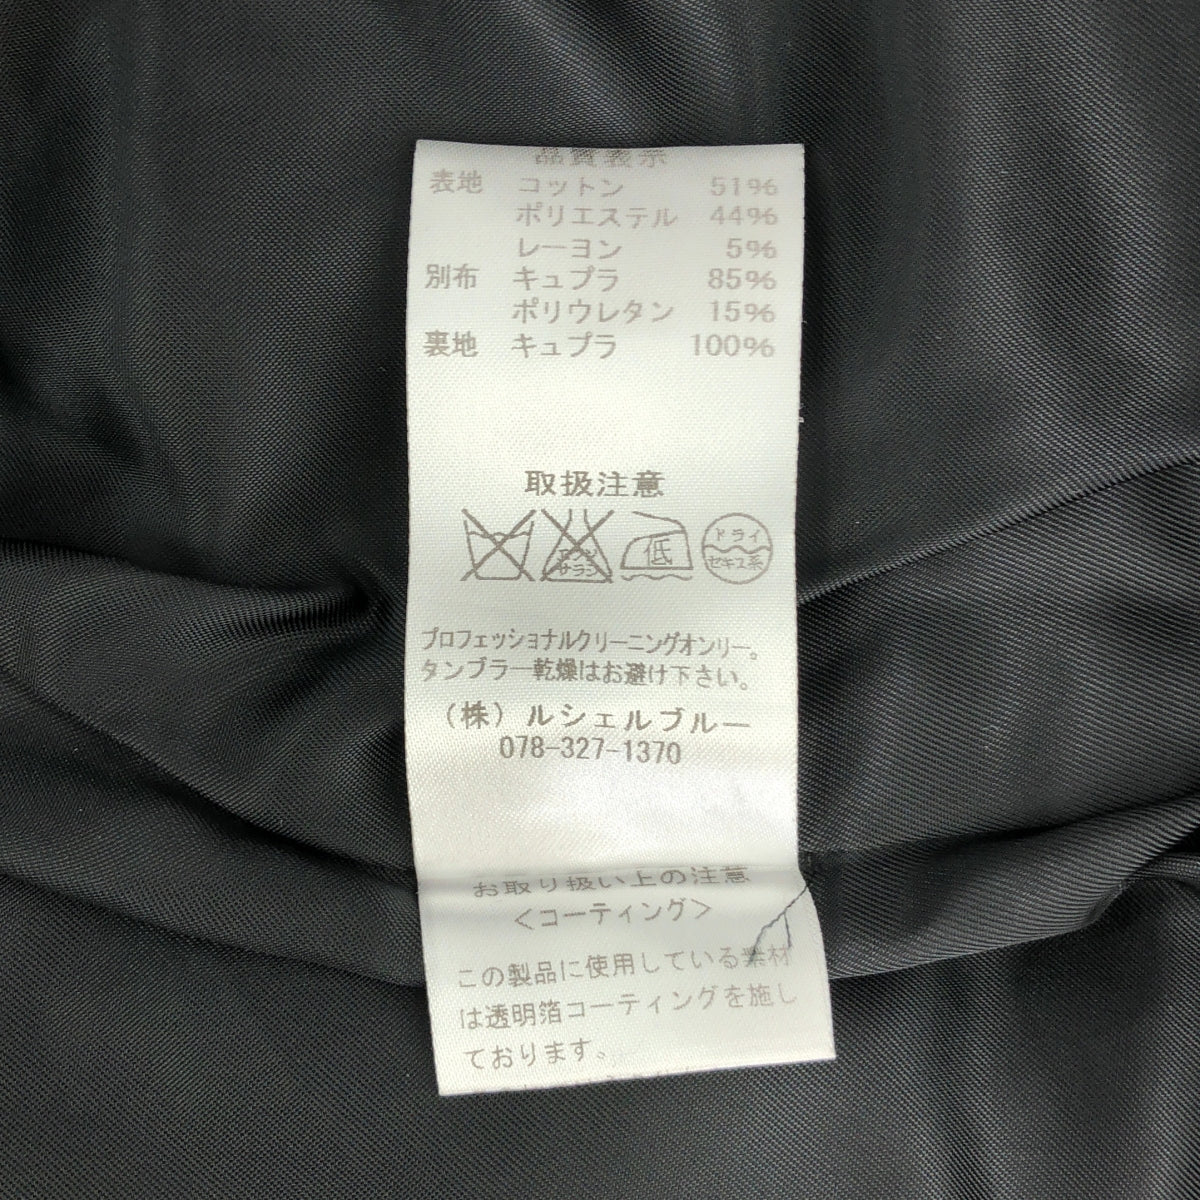 品質表示
表地 コットン 51%
ポリエステル 44%
レーヨン 5%
別布 キュプラ 85%
ポリウレタン 15%
裏地 キュプラ 100%
取扱注意
エンソ
サラシ
低
ドライ
セキユ系
プロフェッショナルクリーニングオンリー。
タンブラー乾燥はお避け下さい。
(株)ルシェルブルー
078-327-1370
お取り扱い上の注意
<コーティング>
この製品に使用している素材
は透明箔コーティングを施し
ております。